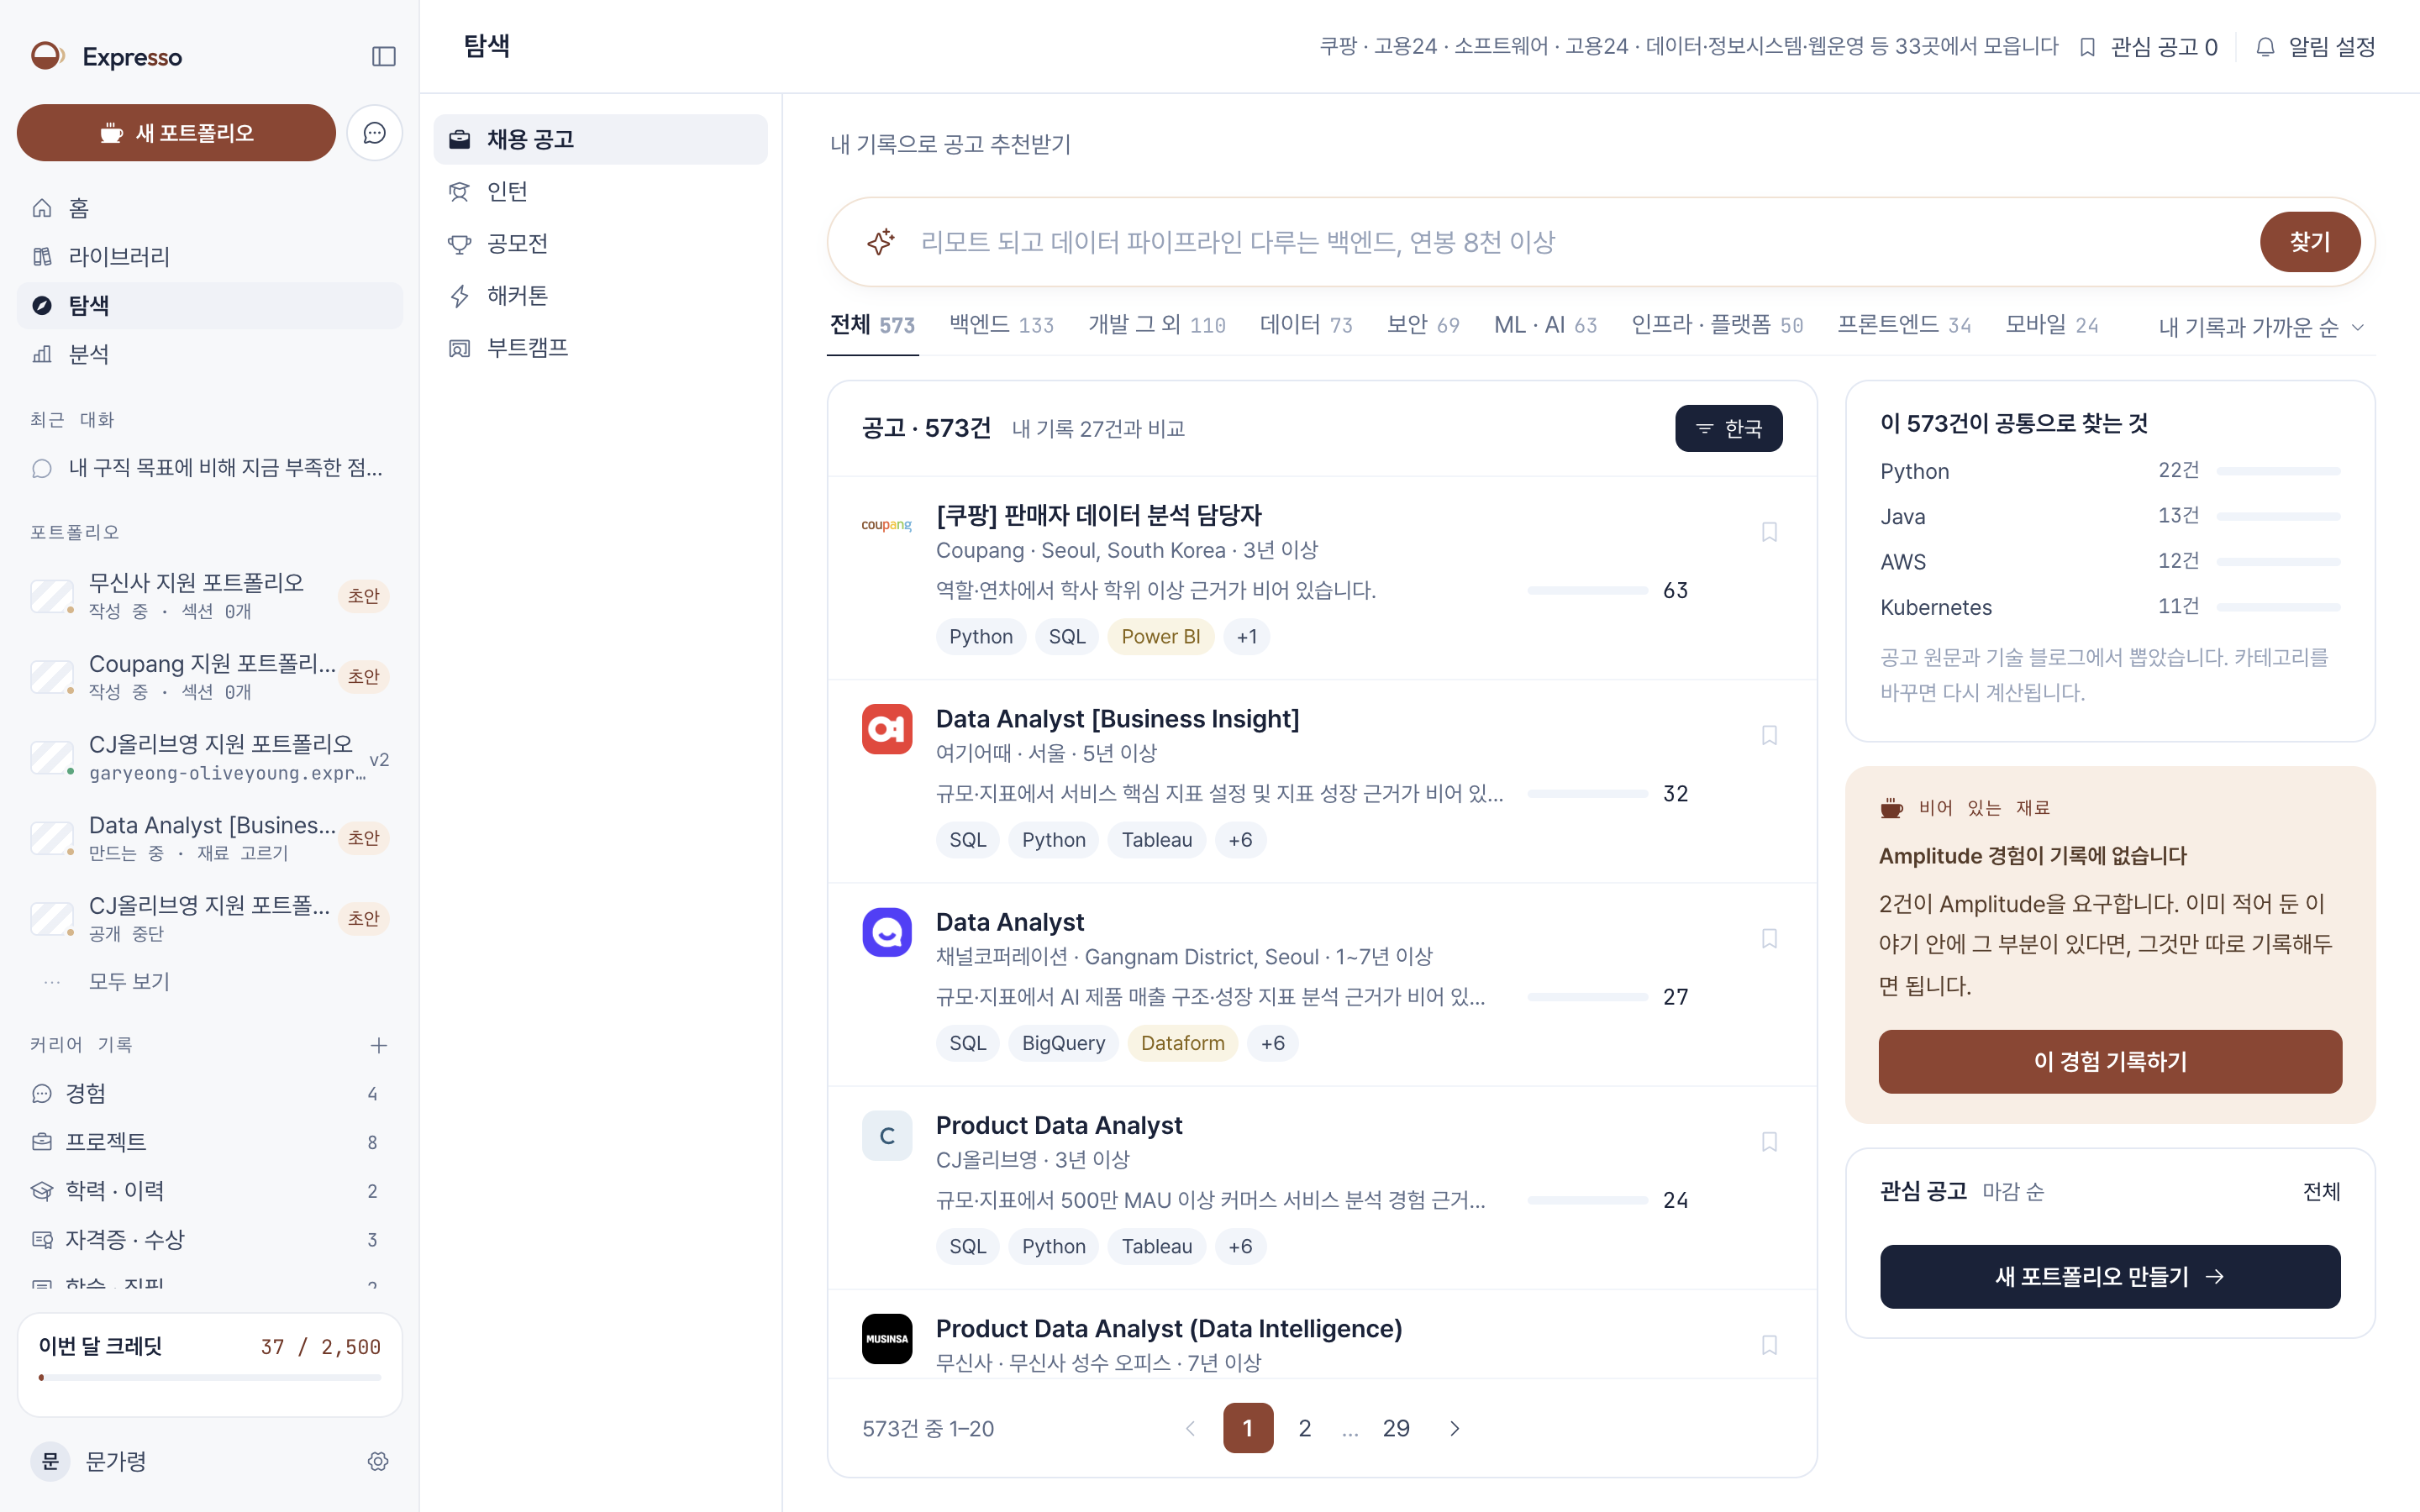 Expresso
새 포트폴리오
홈
라이브러리
탐색
분석
최근 대화
내 구직 목표에 비해 지금 부족한 점...
포트폴리오
무신사 지원 포트폴리오
작성 중 · 섹션 0개
초안
Coupang 지원 포트폴리...
작성 중 · 섹션 0개
초안
CJ올리브영 지원 포트폴리오
garyeong-oliveyoung.expr...
v2
Data Analyst [Busines...
만드는 중 · 재료 고르기
초안
CJ올리브영 지원 포트폴...
공개 중단
초안
... 모두 보기
커리어 기록
경험 4
프로젝트 8
학력 · 이력 2
자격증 · 수상 3
이번 달 크레딧 37 / 2,500
문 문가령
탐색
쿠팡 · 고용24 · 소프트웨어 · 고용24 · 데이터·정보시스템·웹운영 등 33곳에서 모읍니다
관심 공고 0
알림 설정
채용 공고
인턴
공모전
해커톤
부트캠프
내 기록으로 공고 추천받기
리모트 되고 데이터 파이프라인 다루는 백엔드, 연봉 8천 이상
찾기
전체 573 백엔드 133 개발 그 외 110 데이터 73 보안 69 ML · AI 63 인프라 · 플랫폼 50 프론트엔드 34 모바일 24
내 기록과 가까운 순
공고 · 573건 내 기록 27건과 비교
한국
coupang
[쿠팡] 판매자 데이터 분석 담당자
Coupang · Seoul, South Korea · 3년 이상
역할·연차에서 학사 학위 이상 근거가 비어 있습니다.
63
Python SQL Power BI +1
Data Analyst [Business Insight]
여기어때 · 서울 · 5년 이상
규모·지표에서 서비스 핵심 지표 설정 및 지표 성장 근거가 비어 있...
32
SQL Python Tableau +6
Data Analyst
채널코퍼레이션 · Gangnam District, Seoul · 1~7년 이상
규모·지표에서 AI 제품 매출 구조·성장 지표 분석 근거가 비어 있...
27
SQL BigQuery Dataform +6
C
Product Data Analyst
CJ올리브영 · 3년 이상
규모·지표에서 500만 MAU 이상 커머스 서비스 분석 경험 근거...
24
SQL Python Tableau +6
MUSINSA
Product Data Analyst (Data Intelligence)
무신사 · 무신사 성수 오피스 · 7년 이상
573건 중 1–20
1 2 ... 29
이 573건이 공통으로 찾는 것
Python 22건
Java 13건
AWS 12건
Kubernetes 11건
공고 원문과 기술 블로그에서 뽑았습니다. 카테고리를
바꾸면 다시 계산됩니다.
비어 있는 재료
Amplitude 경험이 기록에 없습니다
2건이 Amplitude을 요구합니다. 이미 적어 둔 이
야기 안에 그 부분이 있다면, 그것만 따로 기록해두
면 됩니다.
이 경험 기록하기
관심 공고 마감 순 전체
새 포트폴리오 만들기 →